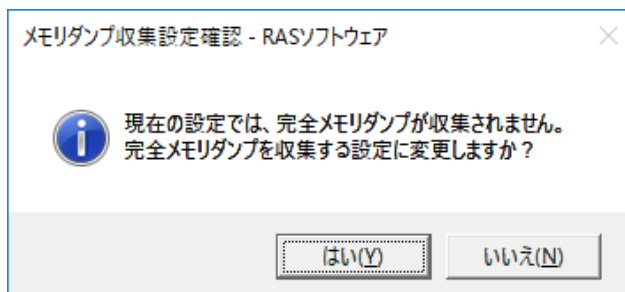 メモリダンプ収集設定確認 - RASソフトウェア
現在の設定では、完全メモリダンプが収集されません。
完全メモリダンプを収集する設定に変更しますか？
はい(Y)
いいえ(N)